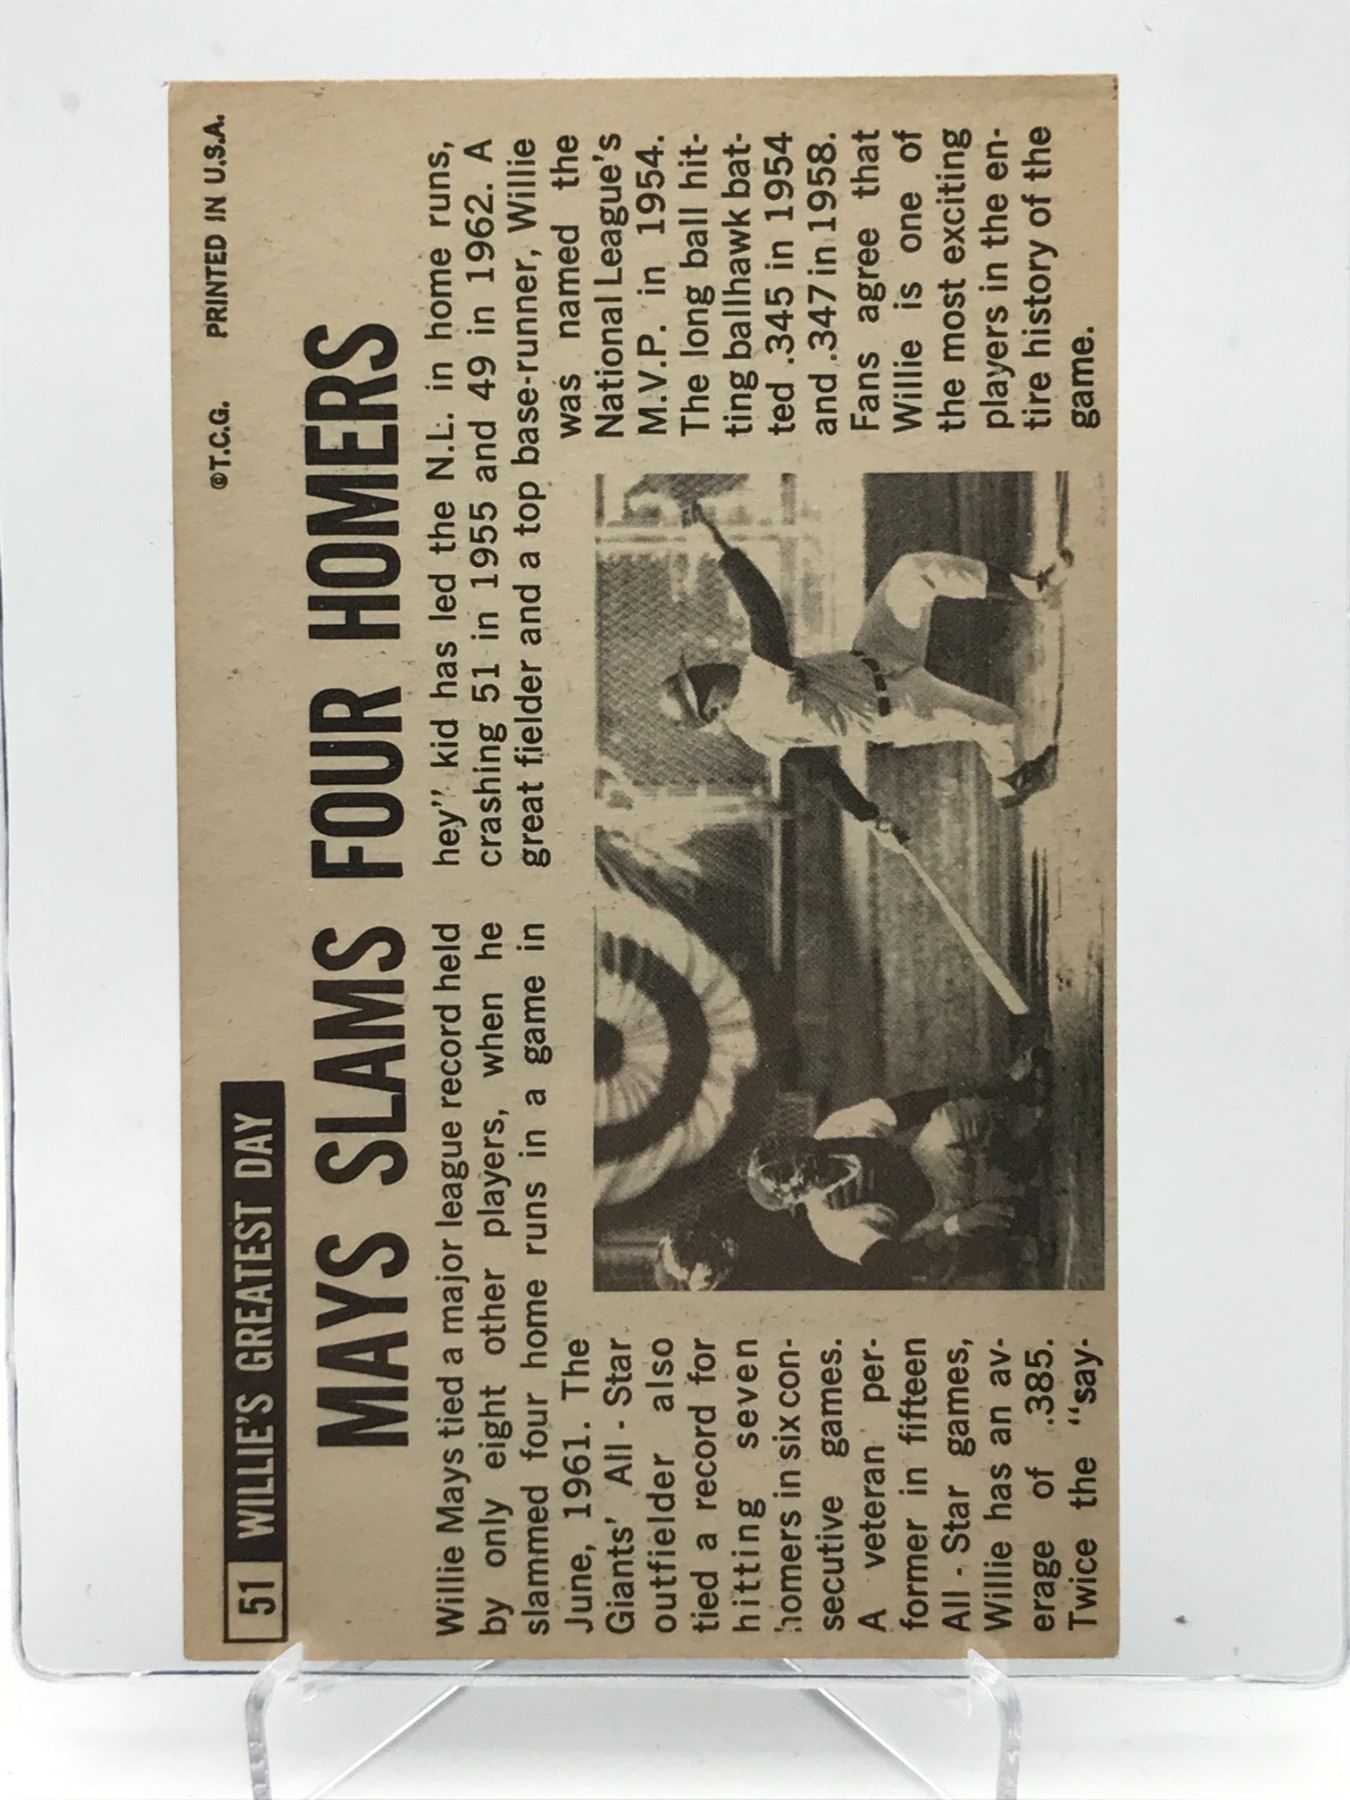 ©T.C.G. PRINTED IN U.S.A.
51 WILLIE'S GREATEST DAY
MAYS SLAMS FOUR HOMERS
Willie Mays tied a major league record held
by only eight other players, when he
slammed four home runs in a game in
June, 1961. The
Giants' All - Star
outfielder also
tied a record for
hitting seven
homers in six con-
secutive games.
A veteran per-
former in fifteen
All - Star games,
Willie has an av-
erage of .385.
Twice the "say-
hey" kid has led the N.L. in home runs,
crashing 51 in 1955 and 49 in 1962. A
great fielder and a top base-runner, Willie
was named the
National League's
M.V.P. in 1954.
The long ball hit-
ting ballhawk bat-
ted .345 in 1954
and .347 in 1958.
Fans agree that
Willie is one of
the most exciting
players in the en-
tire history of the
game.